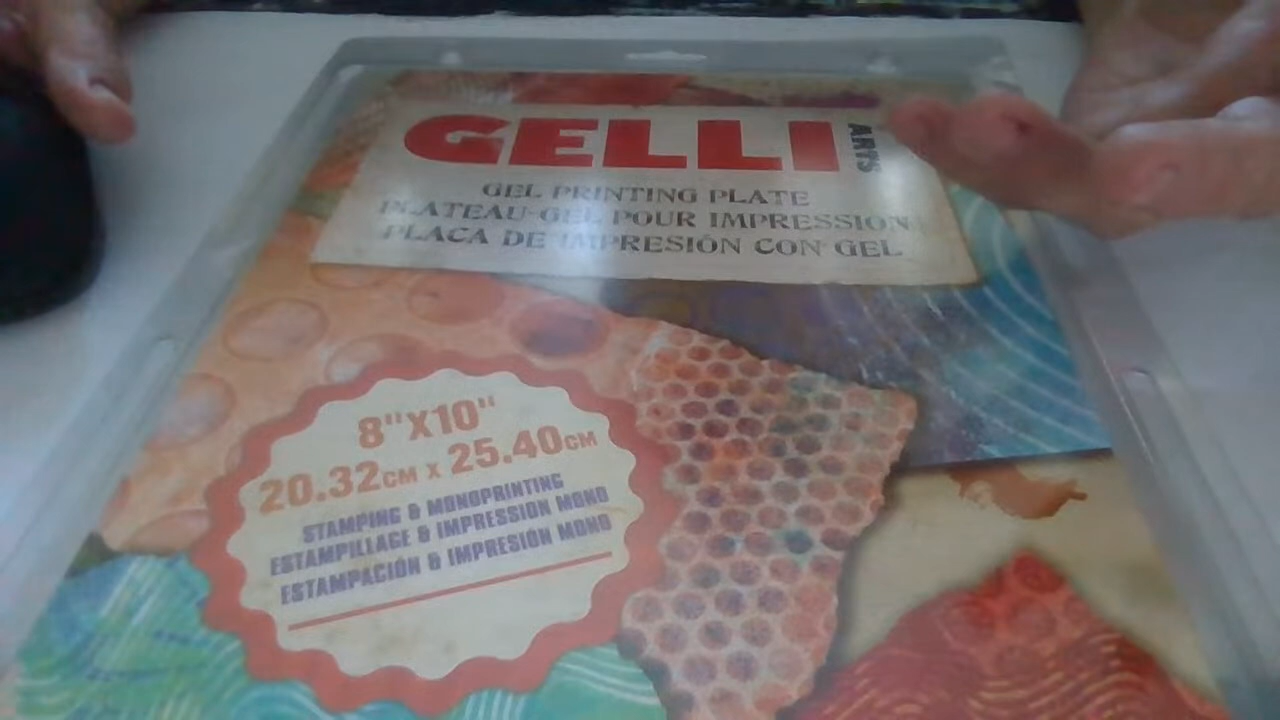 GELLI ARTS
GEL PRINTING PLATE
PLATEAU-GEL POUR IMPRESSION
PLACA DE IMPRESIÓN CON GEL
8"X10"
20.32CM X 25.40CM
STAMPING & MONOPRINTING
ESTAMPILLAGE & IMPRESSION MONO
ESTAMPACIÓN & IMPRESIÓN MONO